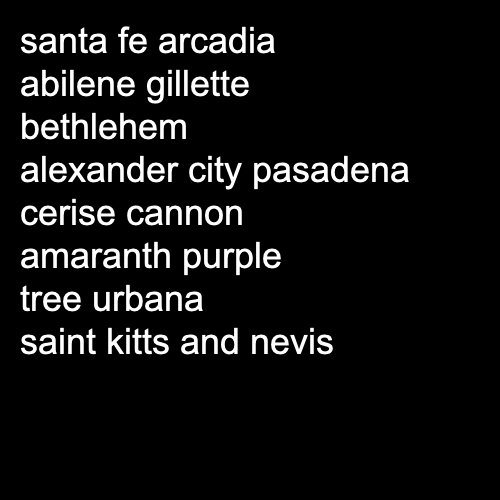 santa fe arcadia
abilene gillette
bethlehem
alexander city pasadena
cerise cannon
amaranth purple
tree urbana
saint kitts and nevis